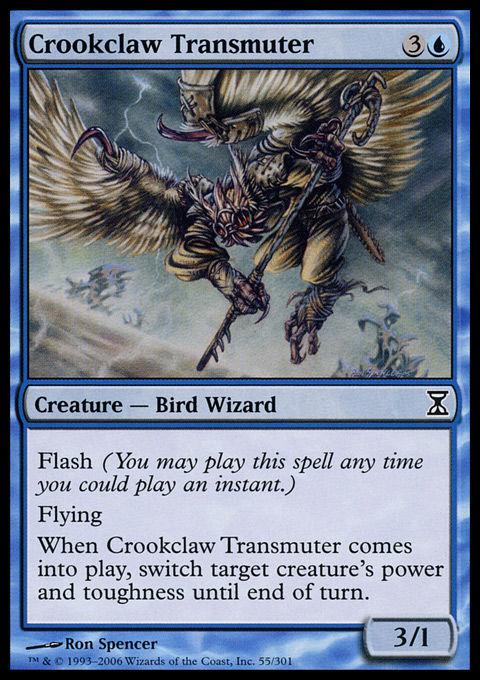 Crookclaw Transmuter 3
Creature — Bird Wizard
Flash (You may play this spell any time
you could play an instant.)
Flying
When Crookclaw Transmuter comes
into play, switch target creature's power
and toughness until end of turn.
3/1
Ron Spencer
™ & © 1993–2006 Wizards of the Coast, Inc. 55/301